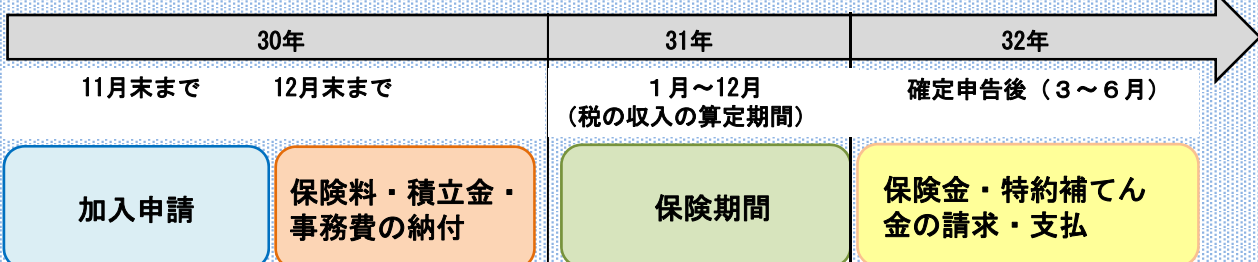 30年
31年
32年
11月末まで
12月末まで
1月～12月
(税の収入の算定期間)
確定申告後（３～６月）
加入申請
保険料・積立金・
事務費の納付
保険期間
保険金・特約補てん
金の請求・支払